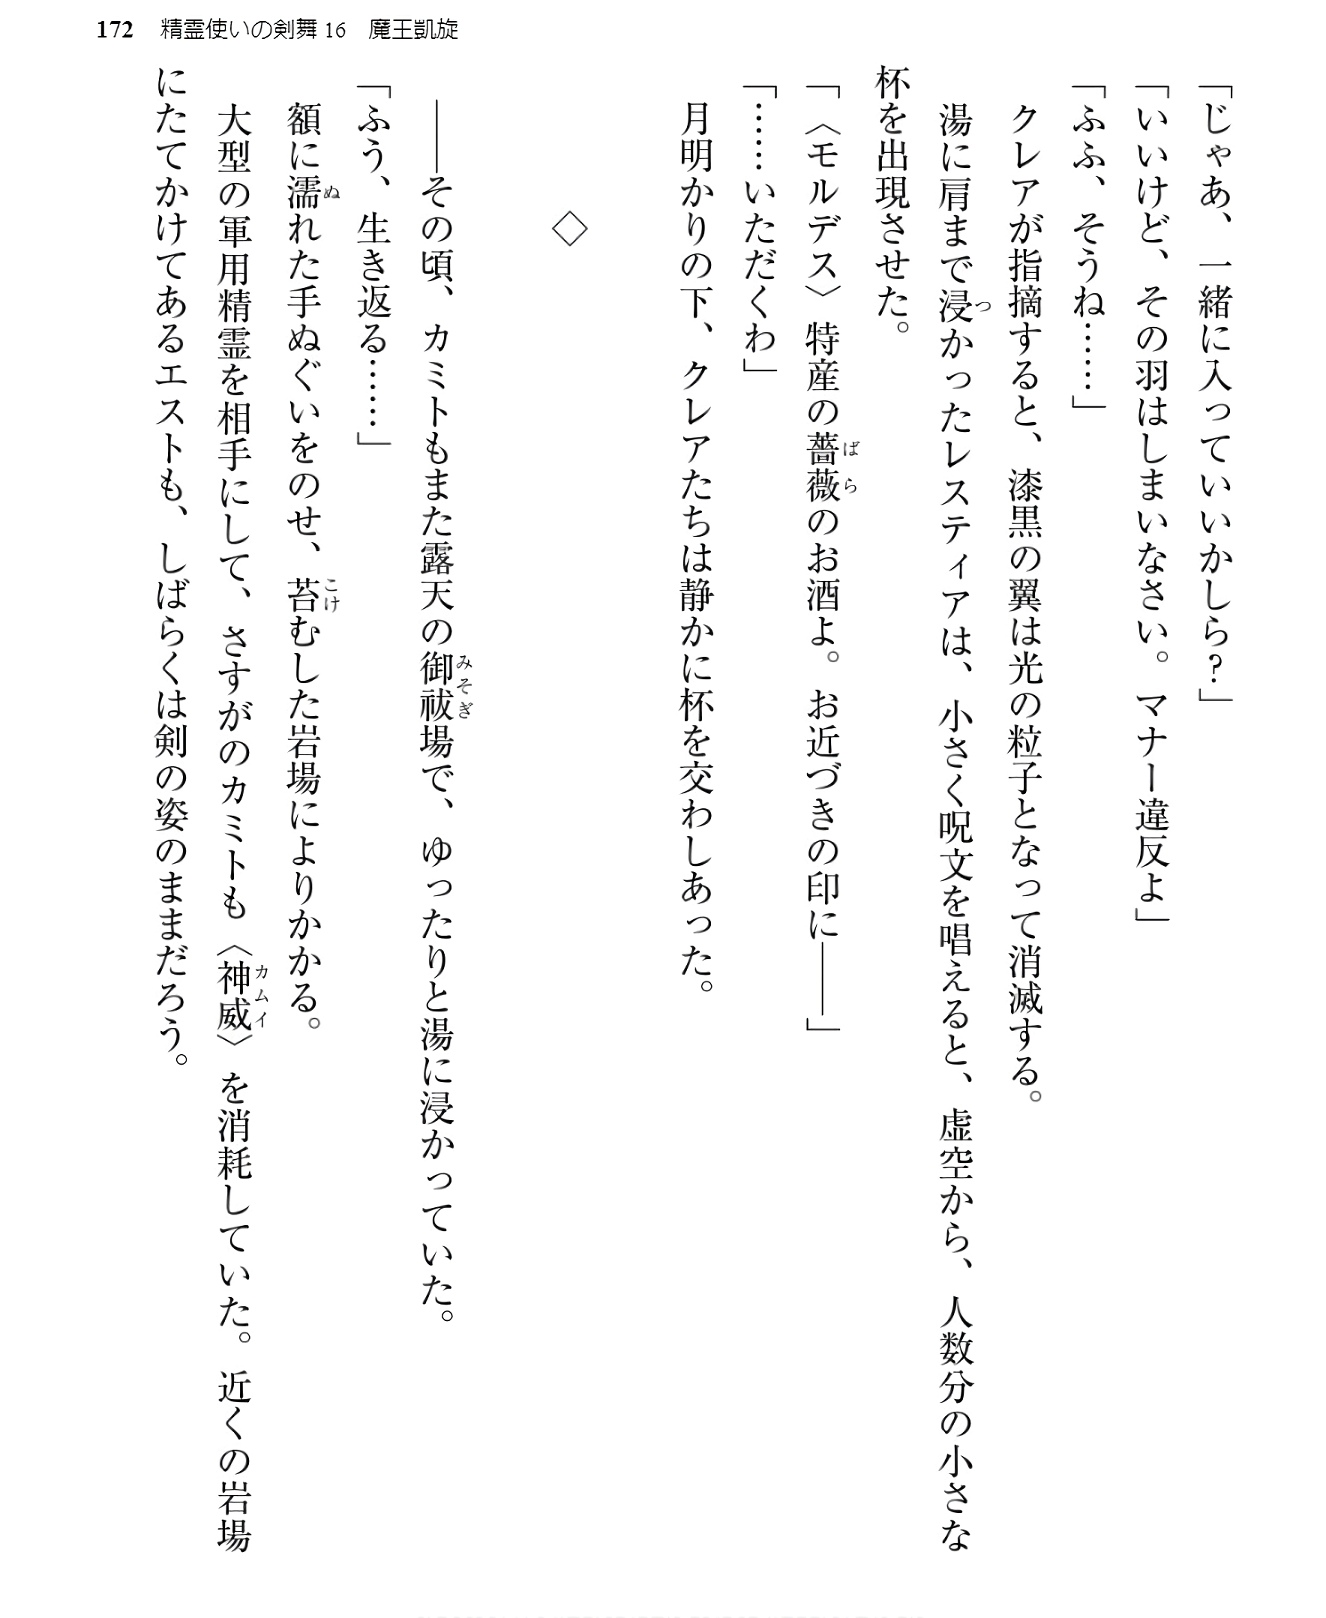 172 精霊使いの剣舞16 魔王凱旋
「じゃあ、一緒に入っていいかしら？」
「いいけど、その羽はしまいなさい。マナー違反よ」
「ふふ、そうね……」
クレアが指摘すると、漆黒の翼は光の粒子となって消滅する。
湯に肩まで浸かったレスティアは、小さく呪文を唱えると、虚空から、人数分の小さな
杯を出現させた。
「〈モルデス〉特産の薔薇のお酒よ。お近づきの印に――」
「……いただくわ」
月明かりの下、クレアたちは静かに杯を交わしあった。
◇
――その頃、カミトもまた露天の御祓場で、ゆったりと湯に浸かっていた。
「ふう、生き返る……」
額に濡れた手ぬぐいをのせ、苔むした岩場によりかかる。
大型の軍用精霊を相手にして、さすがのカミトも〈神威〉を消耗していた。近くの岩場
にたてかけてあるエストも、しばらくは剣の姿のままだろう。